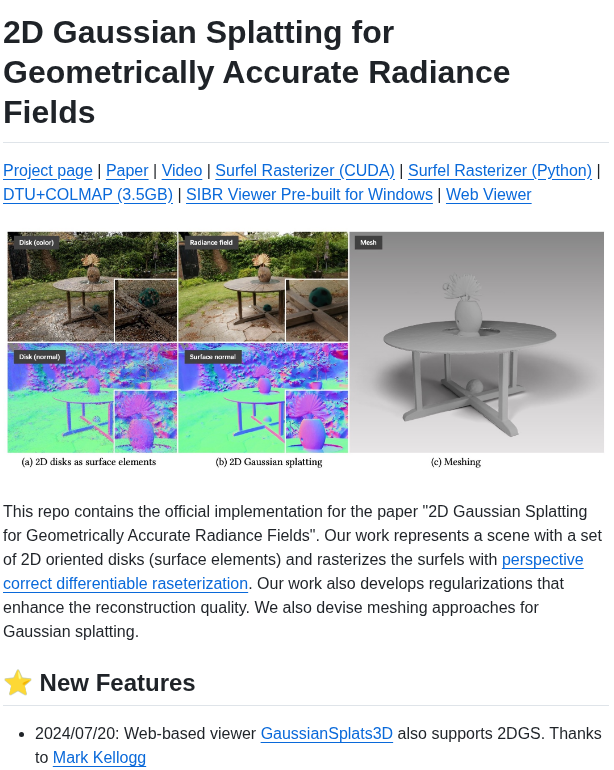 2D Gaussian Splatting for
Geometrically Accurate Radiance
Fields
Project page | Paper | Video | Surfel Rasterizer (CUDA) | Surfel Rasterizer (Python) |
DTU+COLMAP (3.5GB) | SIBR Viewer Pre-built for Windows | Web Viewer
Disk (color)
Radiance field
Mesh
Disk (normal)
Surface normal
(a) 2D disks as surface elements
(b) 2D Gaussian splatting
(c) Meshing
This repo contains the official implementation for the paper "2D Gaussian Splatting
for Geometrically Accurate Radiance Fields". Our work represents a scene with a set
of 2D oriented disks (surface elements) and rasterizes the surfels with perspective
correct differentiable raseterization. Our work also develops regularizations that
enhance the reconstruction quality. We also devise meshing approaches for
Gaussian splatting.
⭐ New Features
• 2024/07/20: Web-based viewer GaussianSplats3D also supports 2DGS. Thanks
to Mark Kellogg